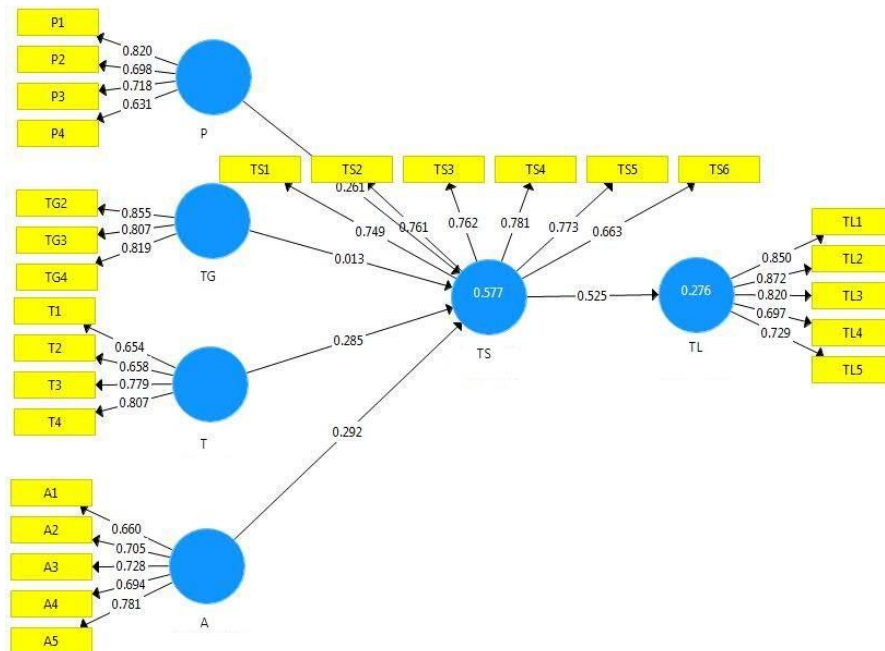 P1
0.820
P2
0.698
P3
0.718
P4
0.631
P
TS1
TS2
TS3
TS4
TS5
TS6
0.261
0.749
0.761
0.762
0.781
0.773
0.663
TG2
0.855
TG3
0.807
TG4
0.819
TG
0.013
T1
0.654
T2
0.658
T3
0.779
T4
0.807
T
0.285
0.577
TS
0.525
0.276
TL
TL1
0.850
TL2
0.872
TL3
0.820
TL4
0.697
TL5
0.729
0.292
A1
0.660
A2
0.705
A3
0.728
A4
0.694
A5
0.781
A